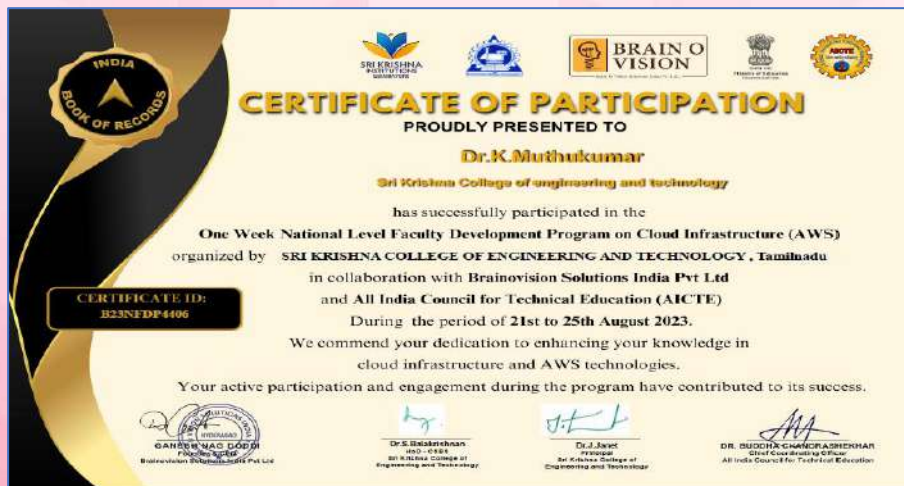 INDIA
BOOK OF RECORDS
SRI KRISHNA
INSTITUTIONS
BRAIN O
VISION
Ministry of Education
AICTE
CERTIFICATE OF PARTICIPATION
PROUDLY PRESENTED TO
Dr.K.Muthukumar
Sri Krishna College of engineering and technology
has successfully participated in the
One Week National Level Faculty Development Program on Cloud Infrastructure (AWS)
organized by SRI KRISHNA COLLEGE OF ENGINEERING AND TECHNOLOGY , Tamilnadu
in collaboration with Brainovision Solutions India Pvt Ltd
and All India Council for Technical Education (AICTE)
During the period of 21st to 25th August 2023.
We commend your dedication to enhancing your knowledge in
cloud infrastructure and AWS technologies.
Your active participation and engagement during the program have contributed to its success.
CERTIFICATE ID:
B23NFDP4406
HYDERABAD
GANESH NAG DODDI
Brainovision Solutions India Pvt Ltd
Dr.S.Balakrishnan
HoD - CSE
Sri Krishna College of
Engineering and Technology
Dr.J.Janet
Principal
Sri Krishna College of
Engineering and Technology
DR. BUDDHA CHANDRASHEKHAR
Chief Coordinating Officer
All India Council for Technical Education